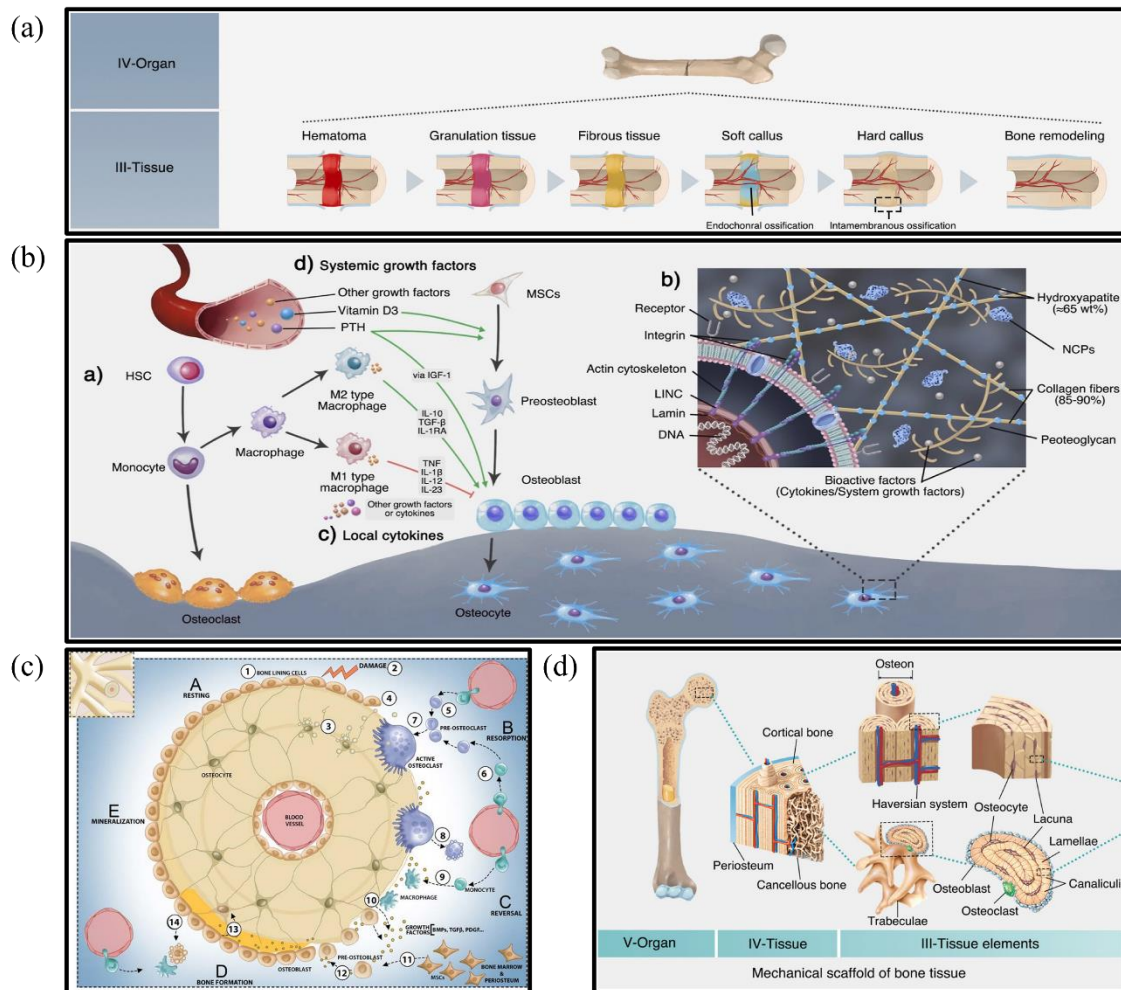 (a)
IV-Organ
III-Tissue
Hematoma
Granulation tissue
Fibrous tissue
Soft callus
Hard callus
Bone remodeling
Endochonral ossification
Intamembranous ossification
(b)
d) Systemic growth factors
Other growth factors
Vitamin D3
PTH
MSCs
a)
HSC
M2 type
Macrophage
via IGF-1
Preosteoblast
IL-10
TGF-β
IL-1RA
Monocyte
Macrophage
M1 type
macrophage
TNF
IL-1β
IL-12
IL-23
Other growth factors
or cytokines
Osteoblast
c) Local cytokines
Osteoclast
Osteocyte
b)
Receptor
Integrin
Actin cytoskeleton
LINC
Lamin
DNA
Hydroxyapatite
(≈65 wt%)
NCPs
Collagen fibers
(85-90%)
Peoteoglycan
Bioactive factors
(Cytokines/System growth factors)
(c)
1 BONE LINING CELLS
DAMAGE 2
A
RESTING
3
4
5
7
PRE-OSTEOCLAST
B
RESORPTION
ACTIVE
OSTEOCLAST
6
OSTEOCYTE
E
MINERALIZATION
BLOOD
VESSEL
8
9
MONOCYTE
MACROPHAGE
C
REVERSAL
10
GROWTH
FACTORS
BMPs, TGFβ, PDGF...
14
13
D
BONE FORMATION
OSTEOBLAST
PRE-OSTEOBLAST
12
11
MSCs
BONE MARROW
&
PERIOSTEUM
(d)
Osteon
Cortical bone
Haversian system
Osteocyte
Lacuna
Lamellae
Periosteum
Cancellous bone
Osteoblast
Canaliculi
Osteoclast
Trabeculae
V-Organ
IV-Tissue
III-Tissue elements
Mechanical scaffold of bone tissue